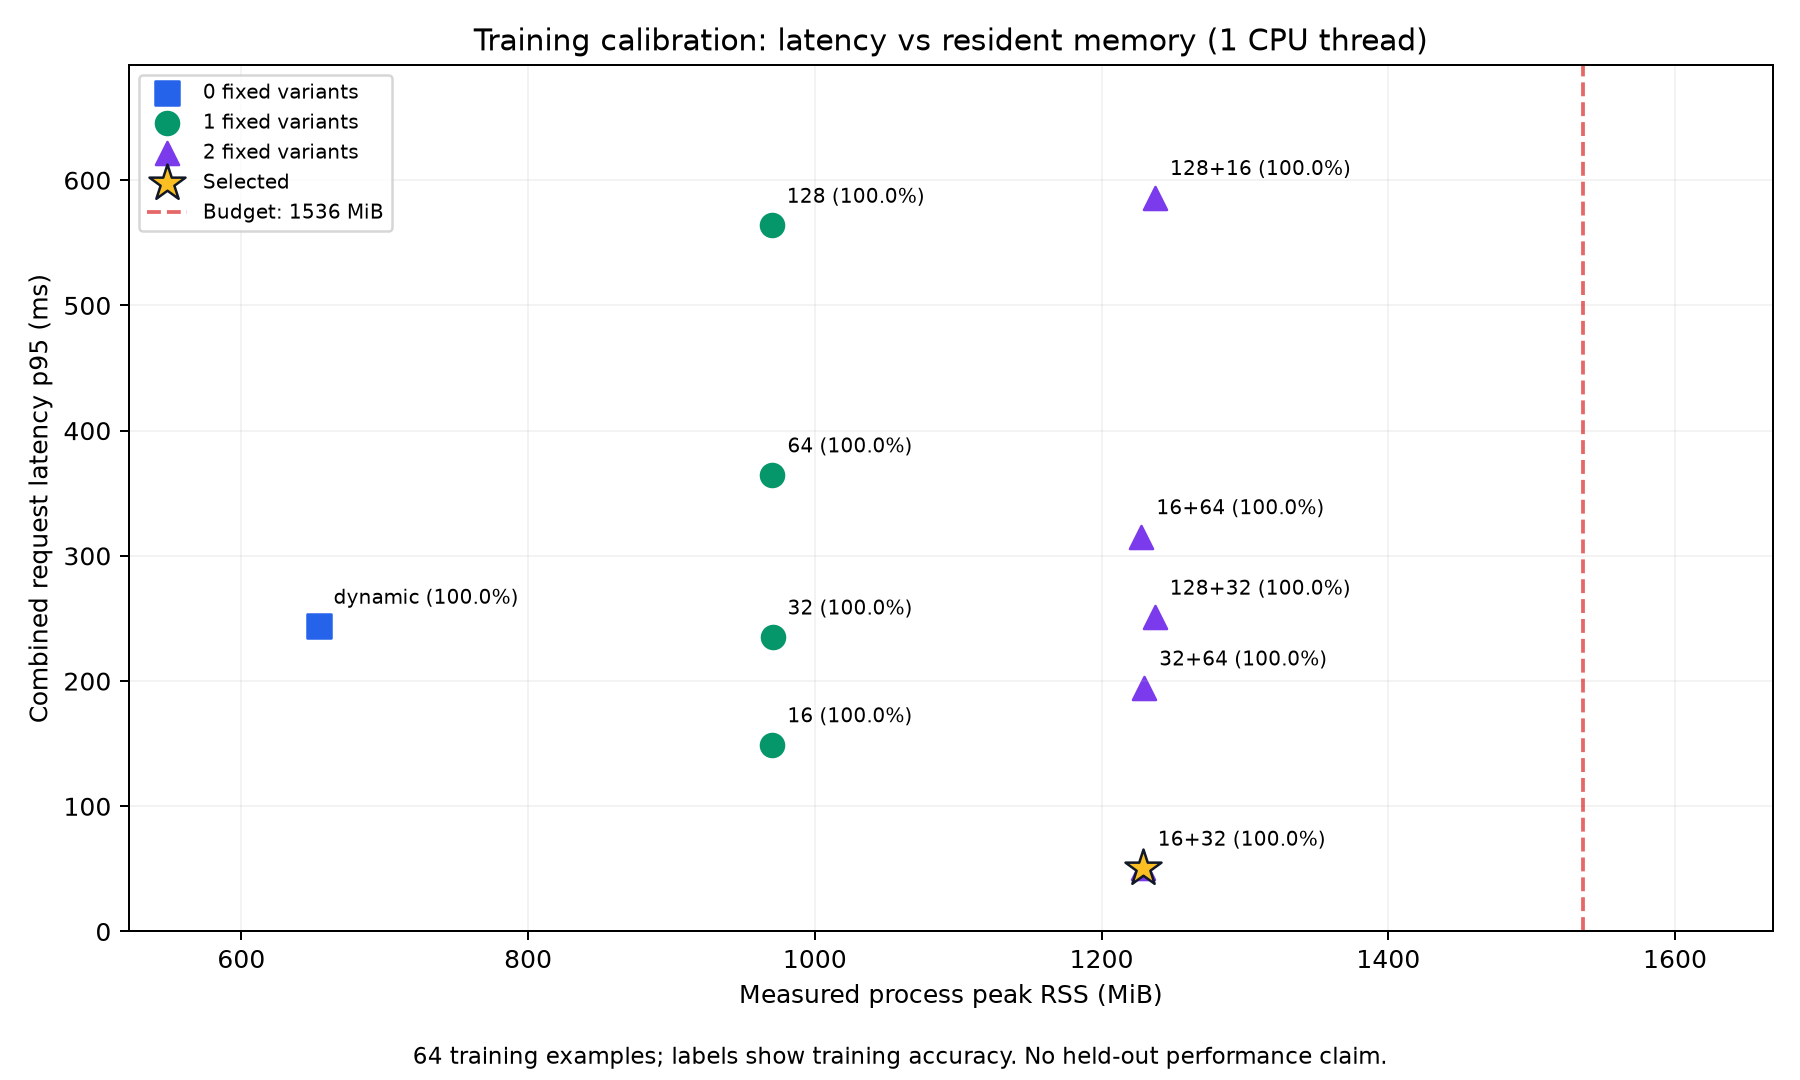 Training calibration: latency vs resident memory (1 CPU thread)
0 fixed variants
1 fixed variants
2 fixed variants
Selected
Budget: 1536 MiB
128+16 (100.0%)
128 (100.0%)
64 (100.0%)
16+64 (100.0%)
128+32 (100.0%)
dynamic (100.0%)
32 (100.0%)
32+64 (100.0%)
16 (100.0%)
16+32 (100.0%)
Combined request latency p95 (ms)
600
500
400
300
200
100
0
600 800 1000 1200 1400 1600
Measured process peak RSS (MiB)
64 training examples; labels show training accuracy. No held-out performance claim.